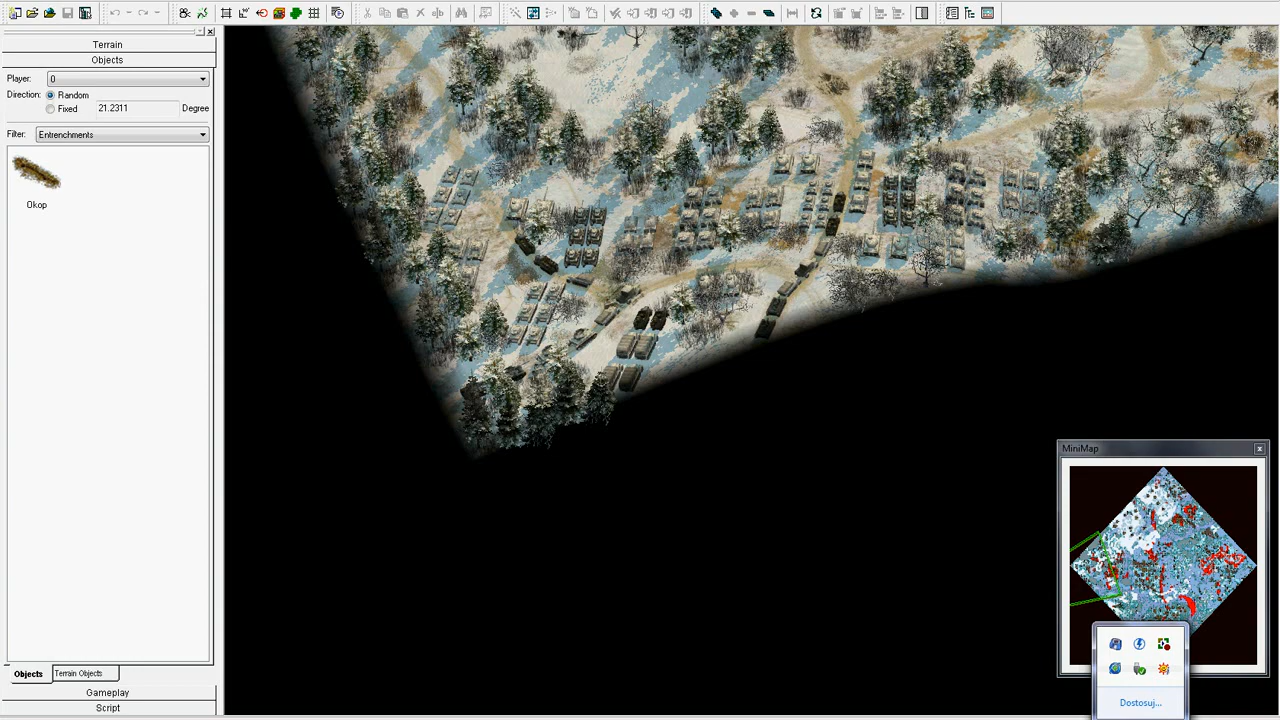 Terrain
Objects
Player: 0
Direction: Random
Fixed 21.2311 Degree
Filter: Entrenchments
Okop
MiniMap
Dostosuj...
Objects Terrain Objects
Gameplay
Script